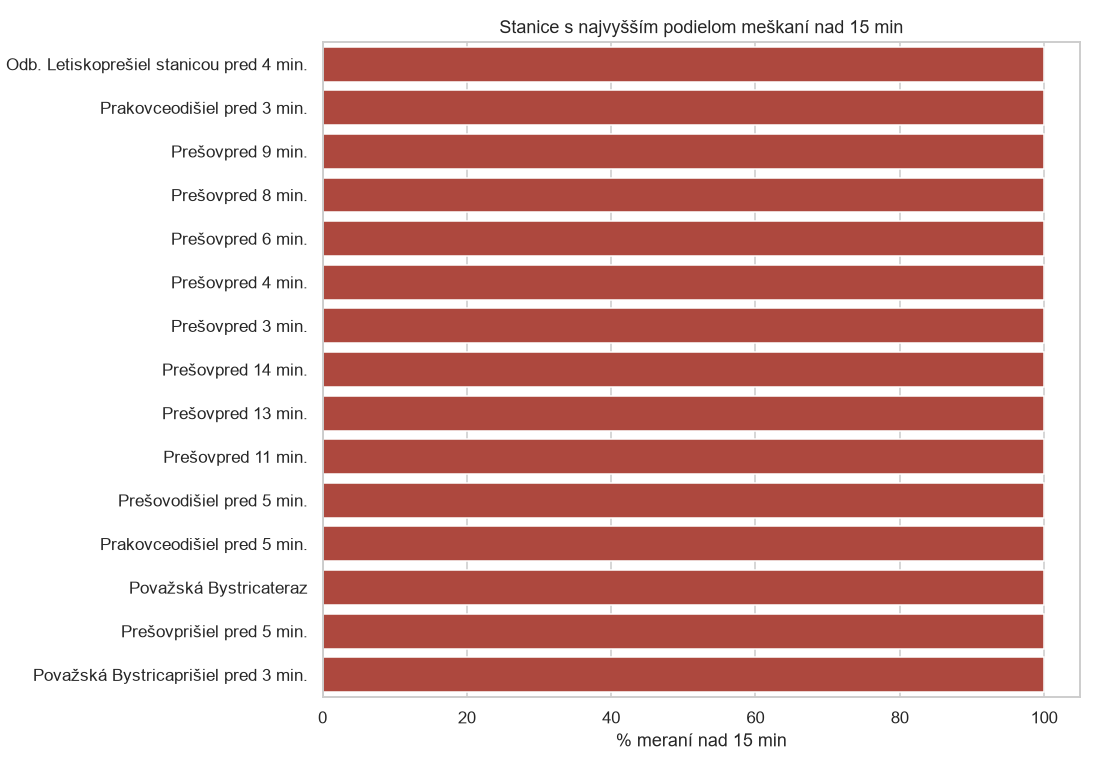 Stanice s najvyšším podielom meškaní nad 15 min
Odb. Letiskoprešiel stanicou pred 4 min.
Prakovceodišiel pred 3 min.
Prešovpred 9 min.
Prešovpred 8 min.
Prešovpred 6 min.
Prešovpred 4 min.
Prešovpred 3 min.
Prešovpred 14 min.
Prešovpred 13 min.
Prešovpred 11 min.
Prešovodišiel pred 5 min.
Prakovceodišiel pred 5 min.
Považská Bystricateraz
Prešovprišiel pred 5 min.
Považská Bystricaprišiel pred 3 min.
0 20 40 60 80 100
% meraní nad 15 min